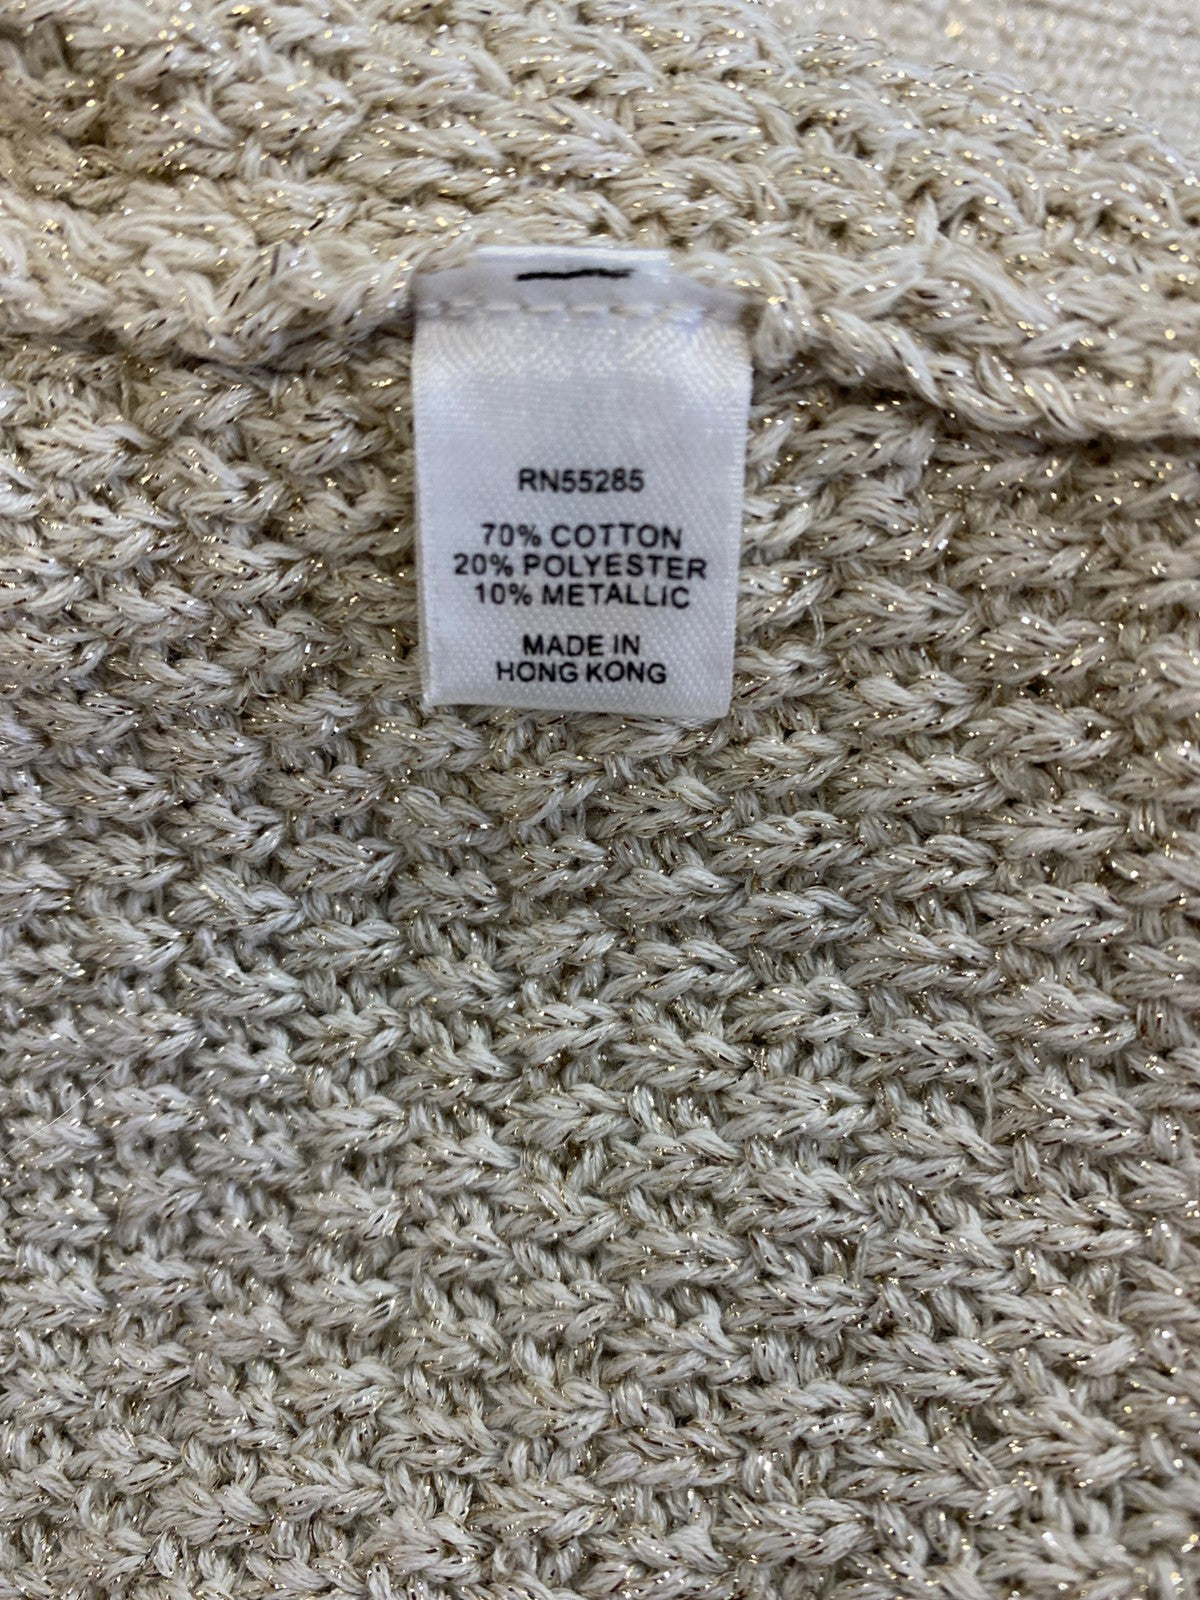 RN55285
70% COTTON
20% POLYESTER
10% METALLIC
MADE IN
HONG KONG